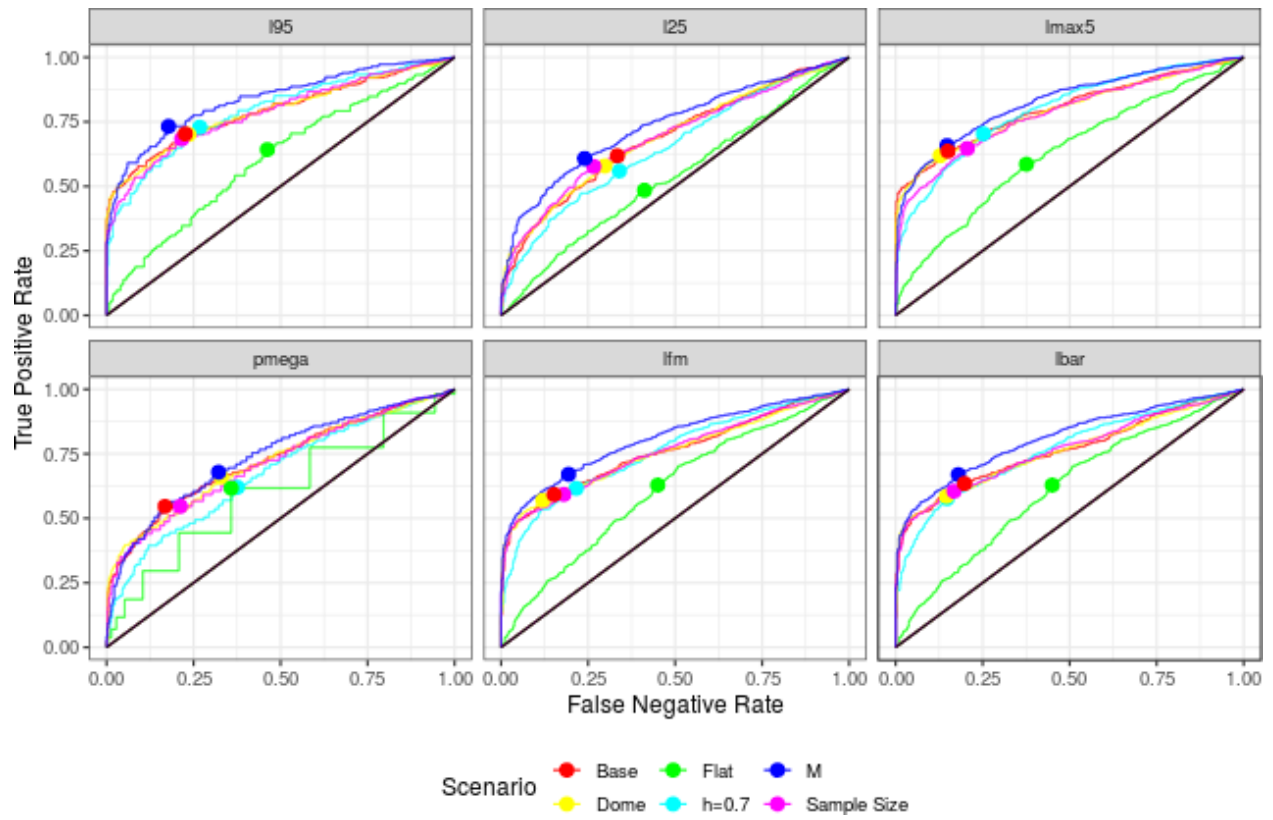 l95
l25
lmax5
1.00
0.75
0.50
0.25
0.00
pmega
lfm
lbar
1.00
0.75
0.50
0.25
0.00
True Positive Rate
0.00 0.25 0.50 0.75 1.00
0.00 0.25 0.50 0.75 1.00
0.00 0.25 0.50 0.75 1.00
False Negative Rate
Scenario
Base Flat M
Dome h=0.7 Sample Size